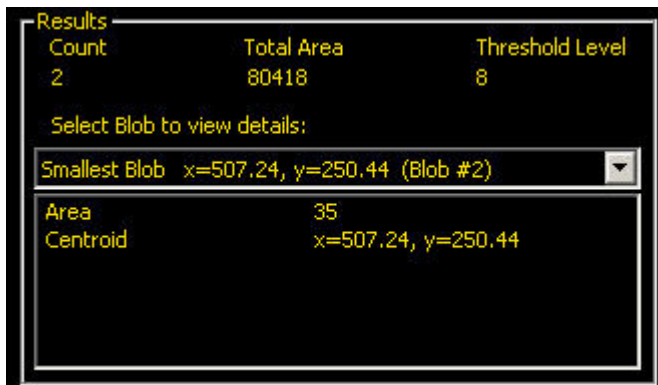 Results
Count Total Area Threshold Level
2 80418 8
Select Blob to view details:
Smallest Blob x=507.24, y=250.44 (Blob #2)
Area 35
Centroid x=507.24, y=250.44